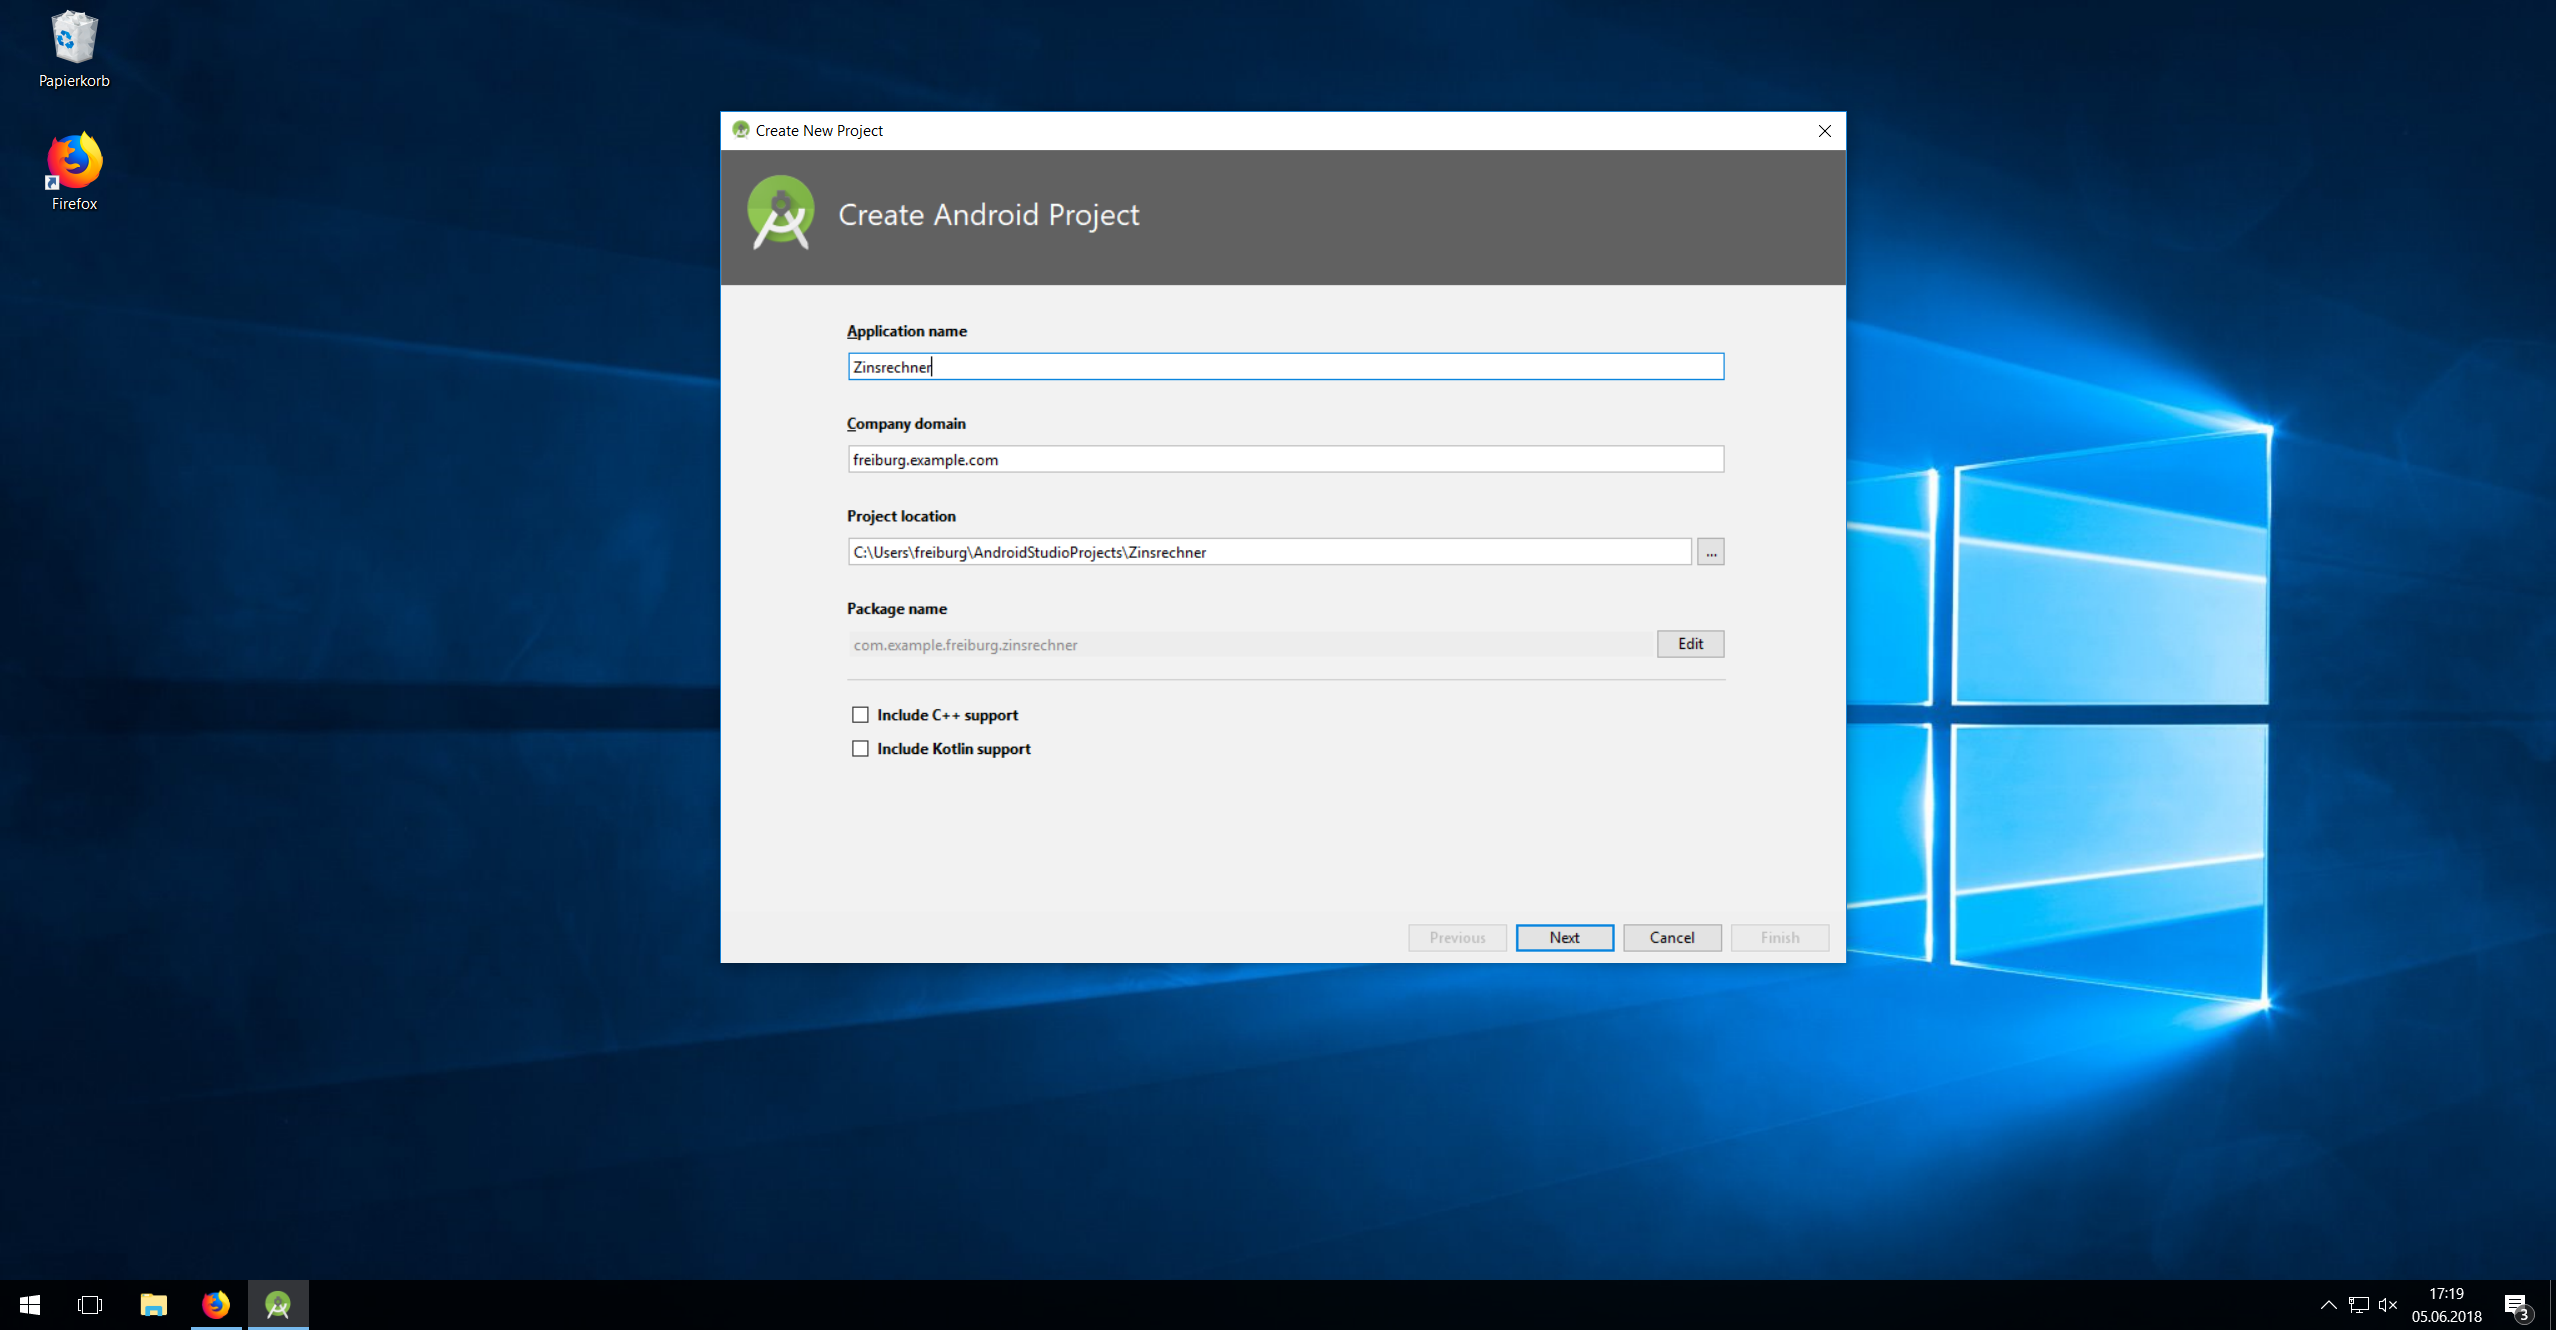 Papierkorb
Firefox
Create New Project
Create Android Project
Application name
Zinsrechner
Company domain
freiburg.example.com
Project location
C:\Users\freiburg\AndroidStudioProjects\Zinsrechner
...
Package name
com.example.freiburg.zinsrechner
Edit
Include C++ support
Include Kotlin support
Previous
Next
Cancel
Finish
17:19
05.06.2018
3